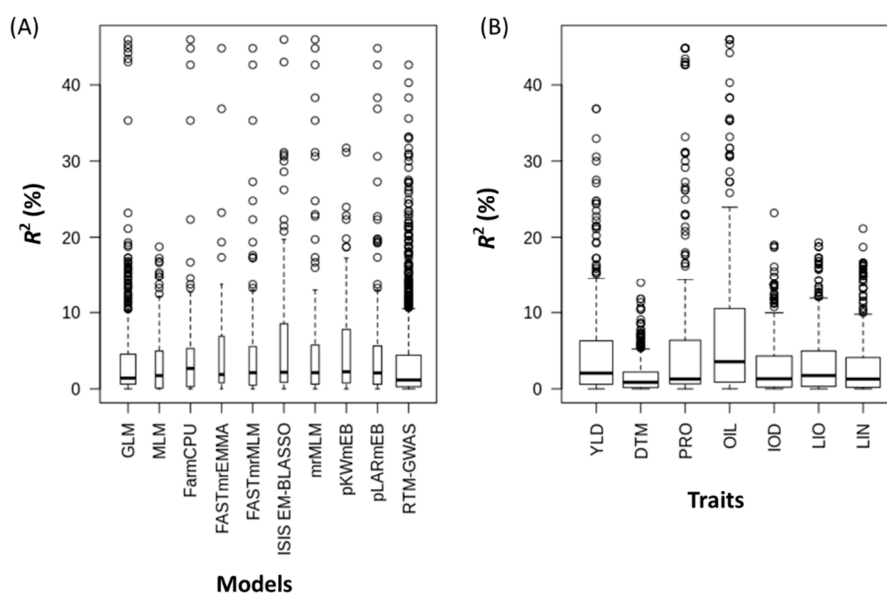 (A)
R² (%)
0
10
20
30
40
GLM
MLM
FarmCPU
FASTmrEMMA
FASTmrMLM
ISIS EM-BLASSO
mrMLM
pKWmEB
pLARmEB
RTM-GWAS
Models
(B)
R² (%)
0
10
20
30
40
YLD
DTM
PRO
OIL
IOD
LIO
LIN
Traits